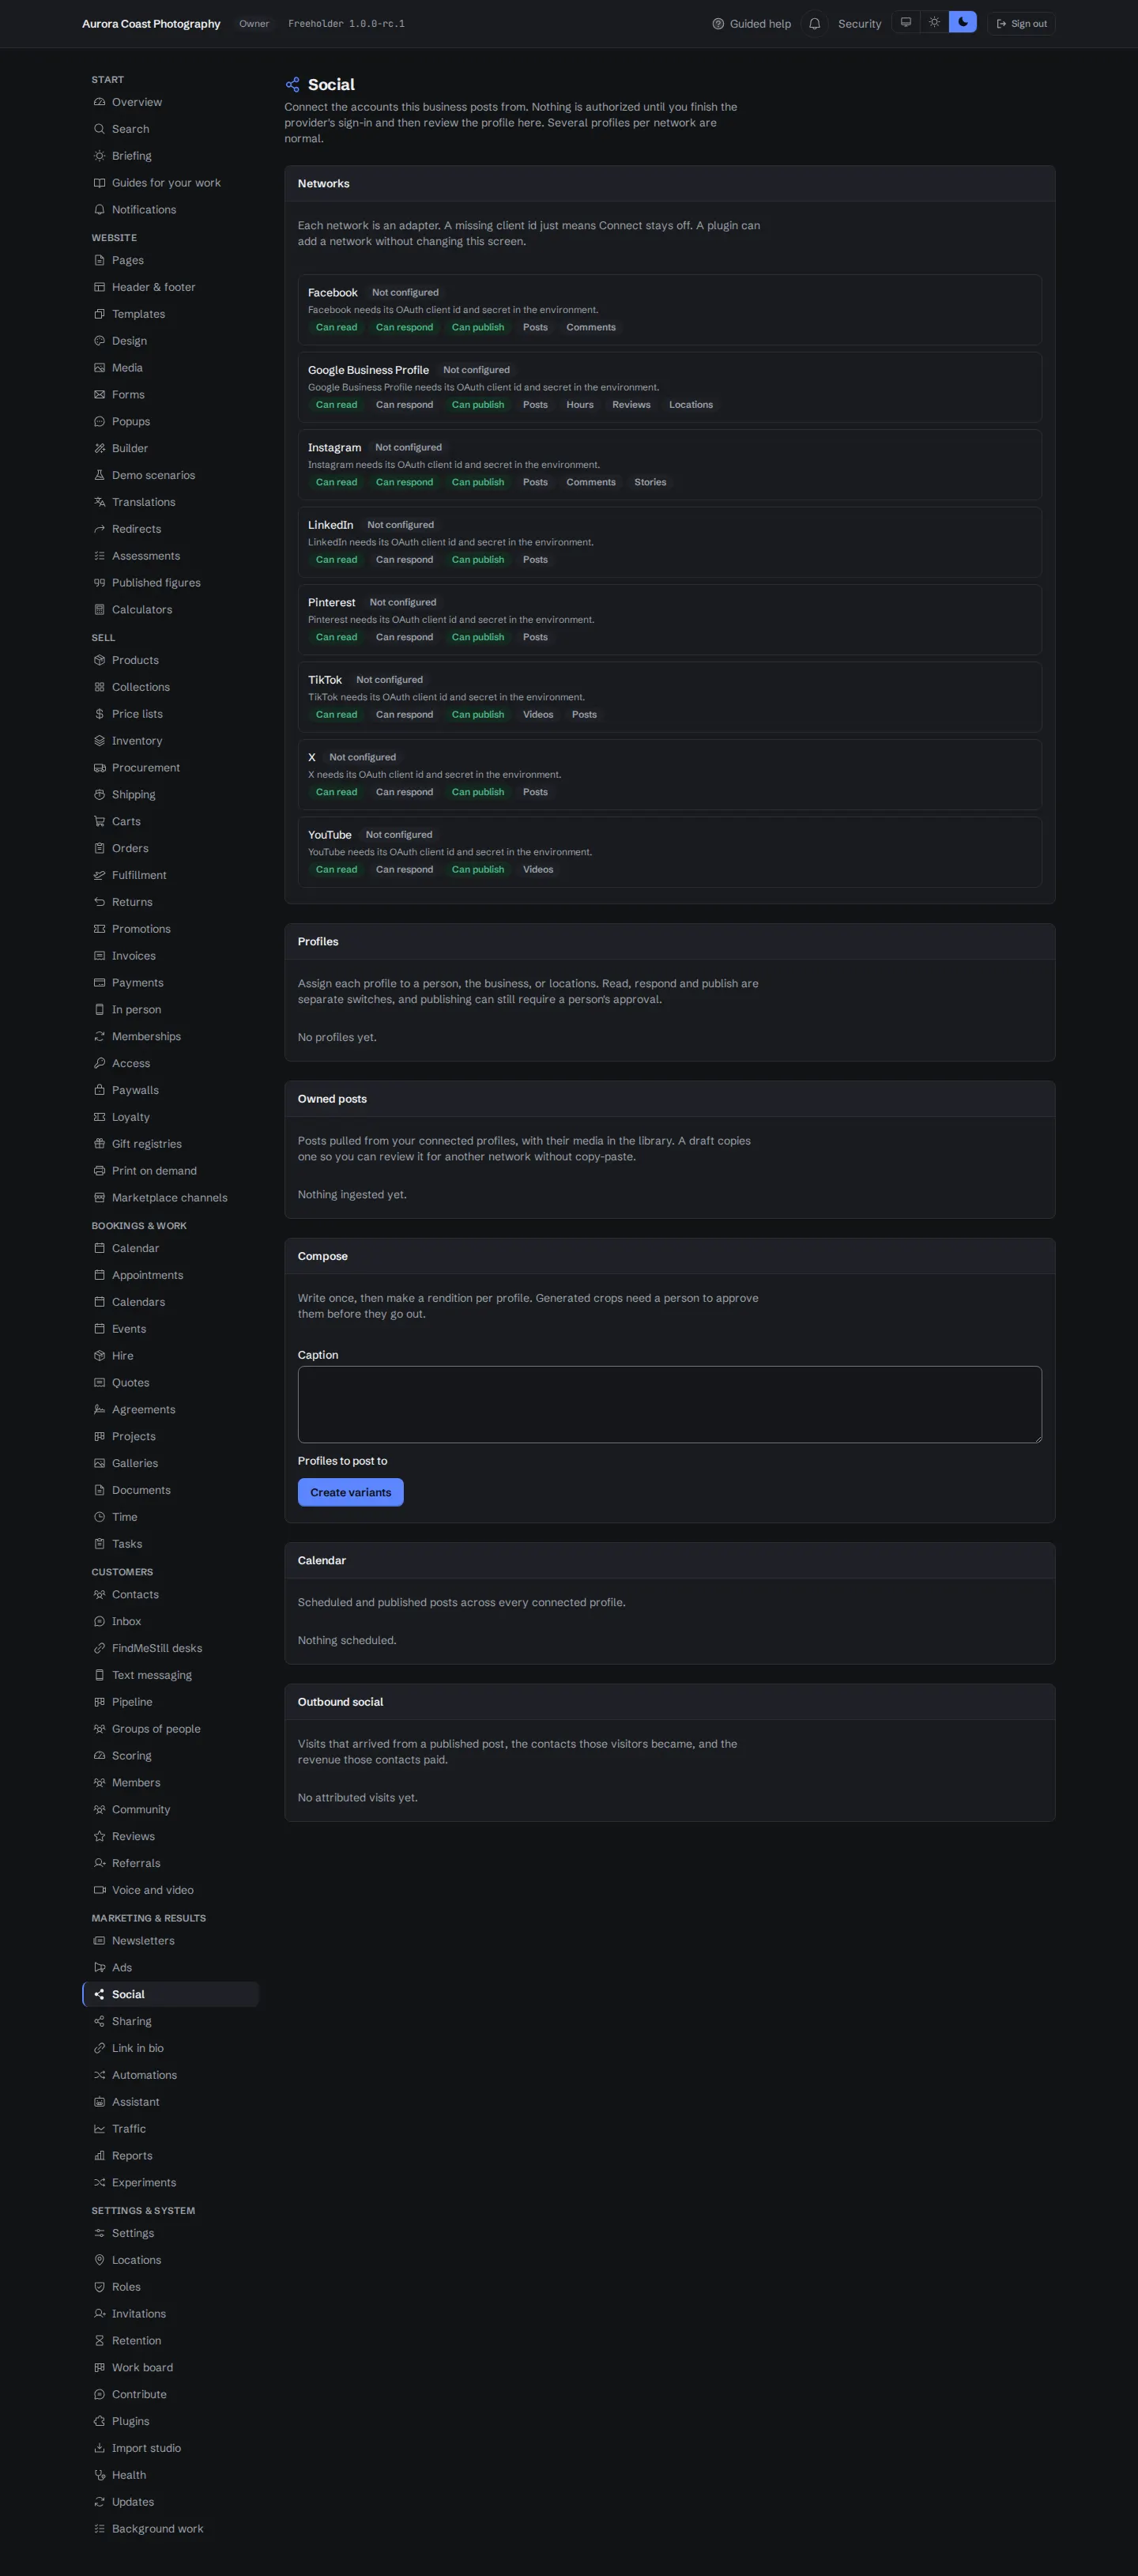 Aurora Coast Photography Owner Freeholder 1.0.0-rc.1 Guided help Security Sign out
START
Overview
Search
Briefing
Guides for your work
Notifications
WEBSITE
Pages
Header & footer
Templates
Design
Media
Forms
Popups
Builder
Demo scenarios
Translations
Redirects
Assessments
Published figures
Calculators
SELL
Products
Collections
Price lists
Inventory
Procurement
Shipping
Carts
Orders
Fulfillment
Returns
Promotions
Invoices
Payments
In person
Memberships
Access
Paywalls
Loyalty
Gift registries
Print on demand
Marketplace channels
BOOKINGS & WORK
Calendar
Appointments
Calendars
Events
Hire
Quotes
Agreements
Projects
Galleries
Documents
Time
Tasks
CUSTOMERS
Contacts
Inbox
FindMeStill desks
Text messaging
Pipeline
Groups of people
Scoring
Members
Community
Reviews
Referrals
Voice and video
MARKETING & RESULTS
Newsletters
Ads
Social
Sharing
Link in bio
Automations
Assistant
Traffic
Reports
Experiments
SETTINGS & SYSTEM
Settings
Locations
Roles
Invitations
Retention
Work board
Contribute
Plugins
Import studio
Health
Updates
Background work
Social
Connect the accounts this business posts from. Nothing is authorized until you finish the
provider's sign-in and then review the profile here. Several profiles per network are
normal.
Networks
Each network is an adapter. A missing client id just means Connect stays off. A plugin can
add a network without changing this screen.
Facebook Not configured
Facebook needs its OAuth client id and secret in the environment.
Can read Can respond Can publish Posts Comments
Google Business Profile Not configured
Google Business Profile needs its OAuth client id and secret in the environment.
Can read Can respond Can publish Posts Hours Reviews Locations
Instagram Not configured
Instagram needs its OAuth client id and secret in the environment.
Can read Can respond Can publish Posts Comments Stories
LinkedIn Not configured
LinkedIn needs its OAuth client id and secret in the environment.
Can read Can respond Can publish Posts
Pinterest Not configured
Pinterest needs its OAuth client id and secret in the environment.
Can read Can respond Can publish Posts
TikTok Not configured
TikTok needs its OAuth client id and secret in the environment.
Can read Can respond Can publish Videos Posts
X Not configured
X needs its OAuth client id and secret in the environment.
Can read Can respond Can publish Posts
YouTube Not configured
YouTube needs its OAuth client id and secret in the environment.
Can read Can respond Can publish Videos
Profiles
Assign each profile to a person, the business, or locations. Read, respond and publish are
separate switches, and publishing can still require a person's approval.
No profiles yet.
Owned posts
Posts pulled from your connected profiles, with their media in the library. A draft copies
one so you can review it for another network without copy-paste.
Nothing ingested yet.
Compose
Write once, then make a rendition per profile. Generated crops need a person to approve
them before they go out.
Caption
Profiles to post to
Create variants
Calendar
Scheduled and published posts across every connected profile.
Nothing scheduled.
Outbound social
Visits that arrived from a published post, the contacts those visitors became, and the
revenue those contacts paid.
No attributed visits yet.